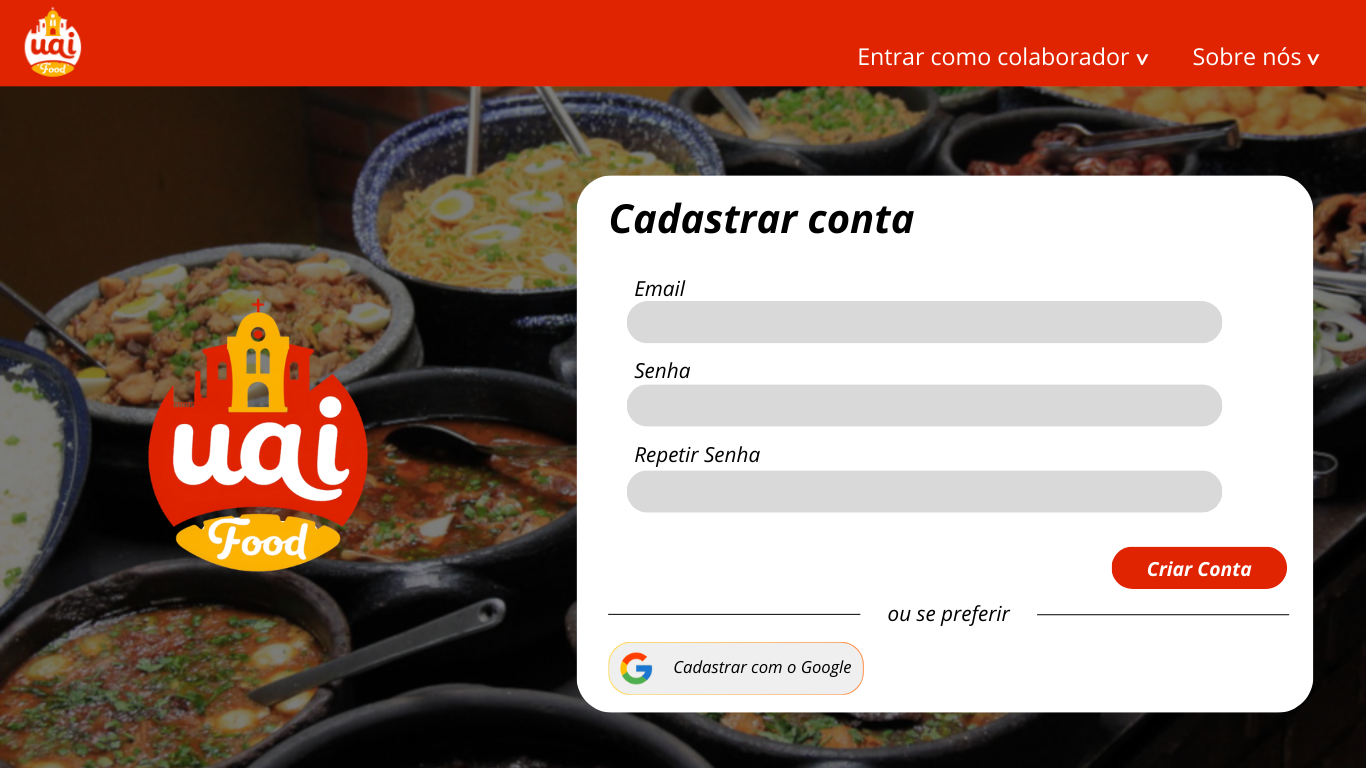 uai
Food
Entrar como colaborador v
Sobre nós v
Cadastrar conta
Email
Senha
Repetir Senha
uai
Food
Criar Conta
ou se preferir
Cadastrar com o Google